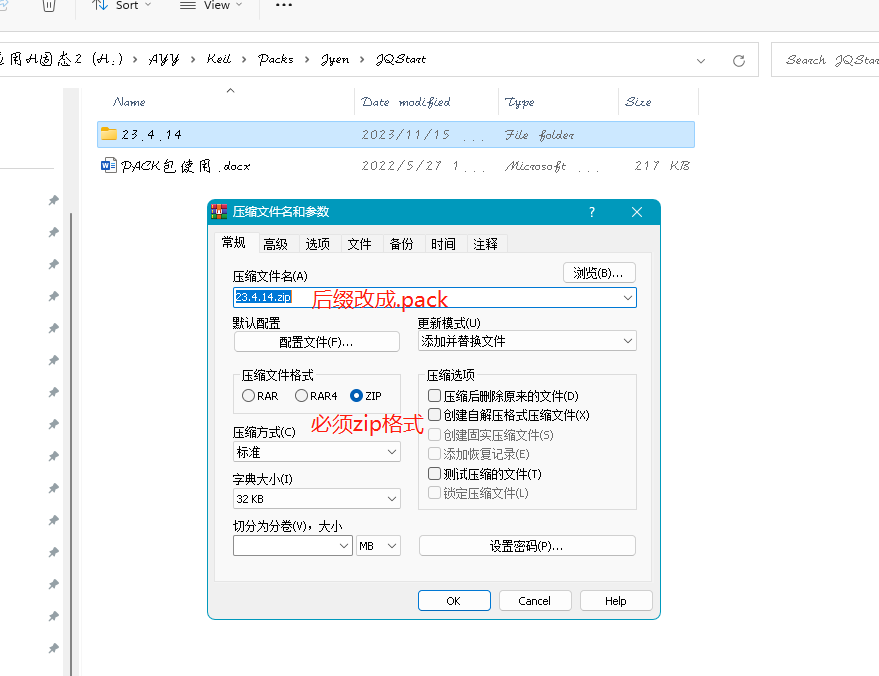 Sort View ...
用H固态2 (H:) > AYY > Keil > Packs > Jyen > JQStart
Search JQStar
Name Date modified Type Size
23.4.14 2023/11/15 ... File folder
PACK包使用.docx 2022/5/27 1... Microsoft ... 217 KB
压缩文件名和参数 ?
常规 高级 选项 文件 备份 时间 注释
压缩文件名(A) 浏览(B)...
23.4.14.zip 后缀改成.pack
默认配置 更新模式(U)
配置文件(F)... 添加并替换文件
压缩文件格式 压缩选项
RAR RAR4 ZIP 压缩后删除原来的文件(D)
创建自解压格式压缩文件(X)
必须zip格式
压缩方式(C) 创建固实压缩文件(S)
标准 添加恢复记录(E)
字典大小(I) 测试压缩的文件(T)
32 KB 锁定压缩文件(L)
切分为分卷(V)，大小
MB 设置密码(P)...
OK Cancel Help